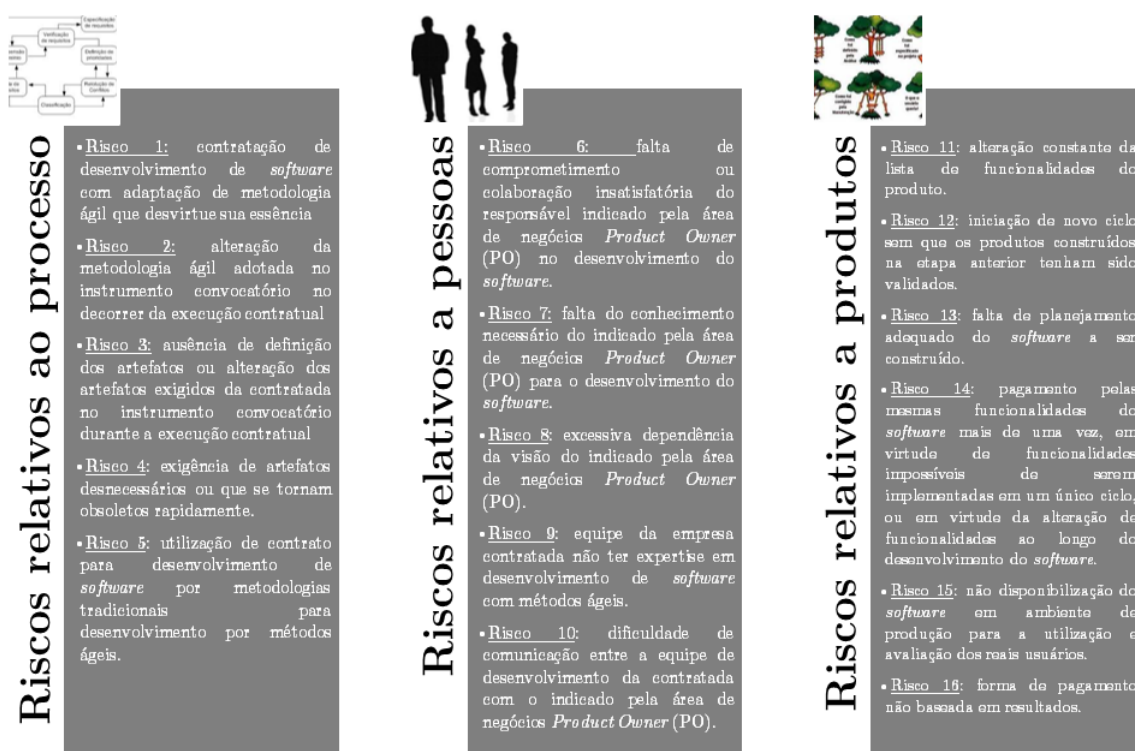 Especificação
de requisitos
Verificação
de requisitos
Definição de
prioridades
Resolução de
Conflitos
Classificação
Riscos relativos ao processo
• Risco 1: contratação de
desenvolvimento de software
com adaptação de metodologia
ágil que desvirtue sua essência
• Risco 2: alteração da
metodologia ágil adotada no
instrumento convocatório no
decorrer da execução contratual
• Risco 3: ausência de definição
dos artefatos ou alteração dos
artefatos exigidos da contratada
no instrumento convocatório
durante a execução contratual
• Risco 4: exigência de artefatos
desnecessários ou que se tornam
obsoletos rapidamente.
• Risco 5: utilização de contrato
para desenvolvimento de
software por metodologias
tradicionais para
desenvolvimento por métodos
ágeis.
Riscos relativos a pessoas
• Risco 6: falta de
comprometimento ou
colaboração insatisfatória do
responsável indicado pela área
de negócios Product Owner
(PO) no desenvolvimento do
software.
• Risco 7: falta do conhecimento
necessário do indicado pela área
de negócios Product Owner
(PO) para o desenvolvimento do
software.
• Risco 8: excessiva dependência
da visão do indicado pela área
de negócios Product Owner
(PO).
• Risco 9: equipe da empresa
contratada não ter expertise em
desenvolvimento de software
com métodos ágeis.
• Risco 10: dificuldade de
comunicação entre a equipe de
desenvolvimento da contratada
com o indicado pela área de
negócios Product Owner (PO).
Riscos relativos a produtos
• Risco 11: alteração constante da
lista de funcionalidades do
produto.
• Risco 12: iniciação de novo ciclo
sem que os produtos construídos
na etapa anterior tenham sido
validados.
• Risco 13: falta de planejamento
adequado do software a ser
construído.
• Risco 14: pagamento pelas
mesmas funcionalidades do
software mais de uma vez, em
virtude de funcionalidades
impossíveis de serem
implementadas em um único ciclo,
ou em virtude da alteração de
funcionalidades ao longo do
desenvolvimento do software.
• Risco 15: não disponibilização do
software em ambiente de
produção para a utilização e
avaliação dos reais usuários.
• Risco 16: forma de pagamento
não baseada em resultados.